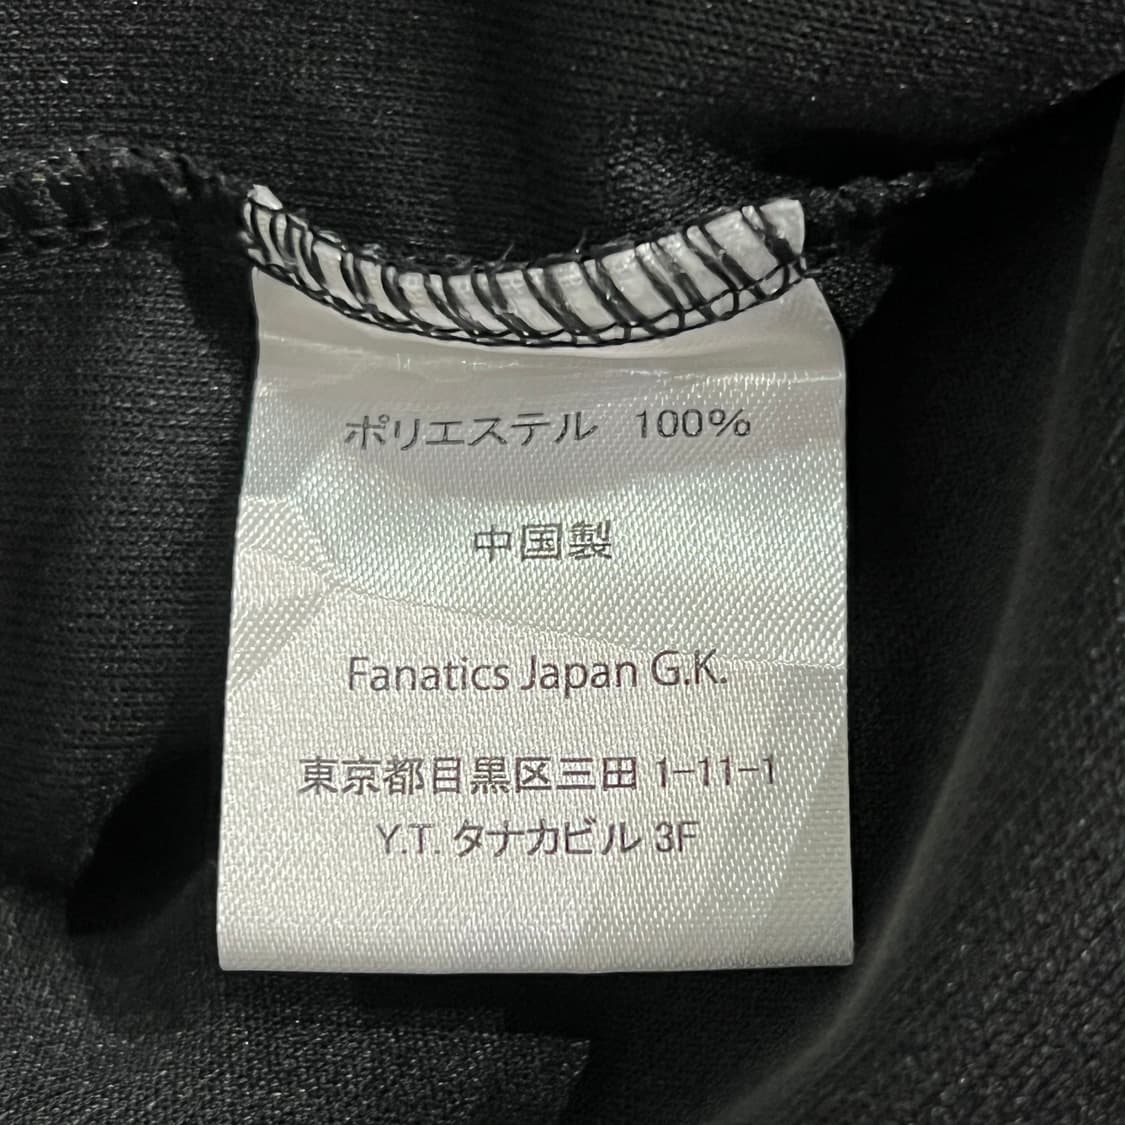 ポリエステル 100%
中国製
Fanatics Japan G.K.
東京都目黒区三田 1-11-1
Y.T. タナカビル 3F